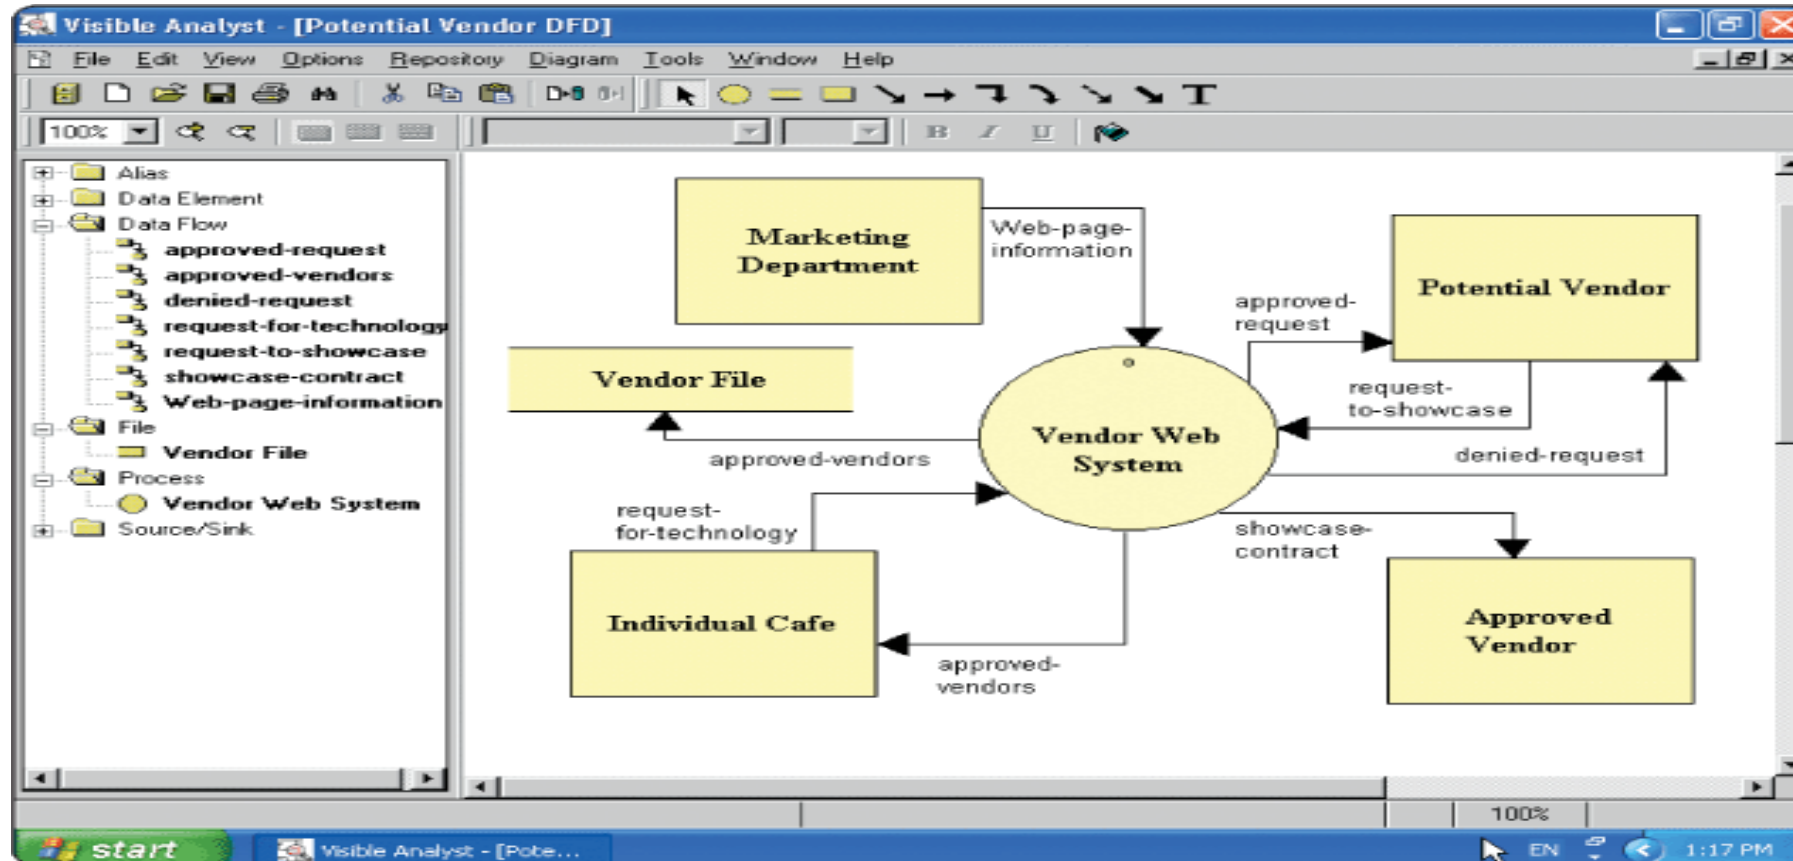 Visible Analyst - [Potential Vendor DFD]
File Edit View Options Repository Diagram Tools Window Help
T
100%
B I U
Alias
Data Element
Data Flow
approved-request
approved-vendors
denied-request
request-for-technology
request-to-showcase
showcase-contract
Web-page-information
File
Vendor File
Process
Vendor Web System
Source/Sink
Marketing
Department
Web-page-
information
Potential Vendor
approved-
request
Vendor File
request-
to-showcase
Vendor Web
System
denied-request
approved-vendors
request-
for-technology
showcase-
contract
Individual Cafe
Approved
Vendor
approved-
vendors
100%
start
Visible Analyst - [Pote...
EN
1:17 PM